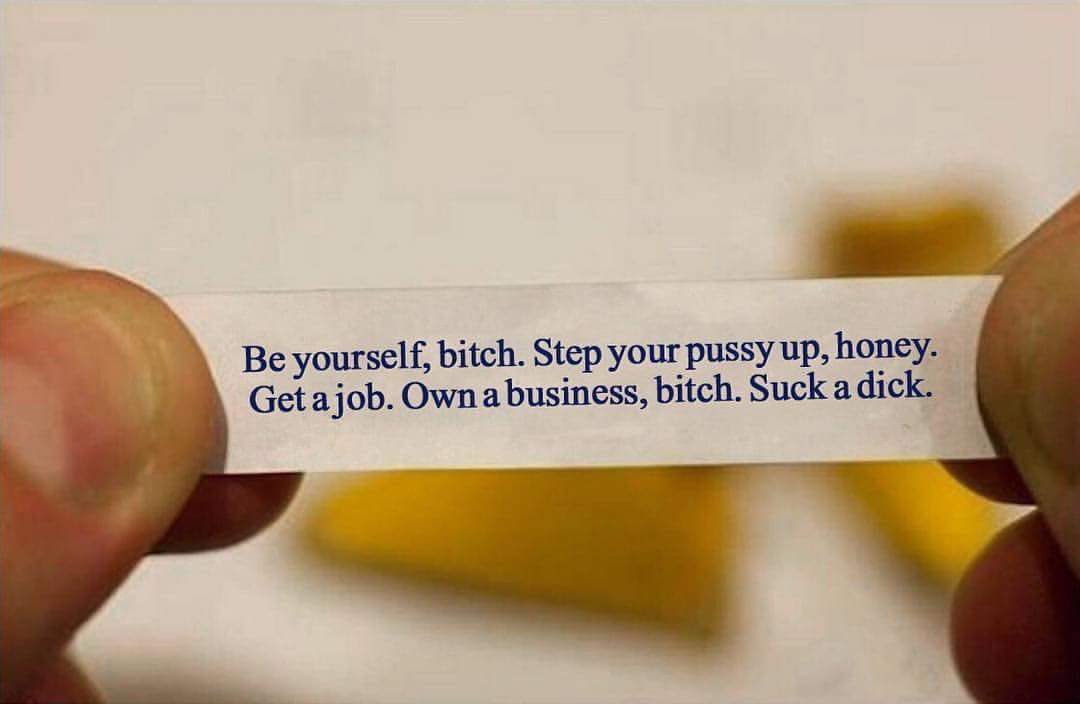 Be yourself, bitch. Step your pussy up, honey.
Get a job. Own a business, bitch. Suck a dick.